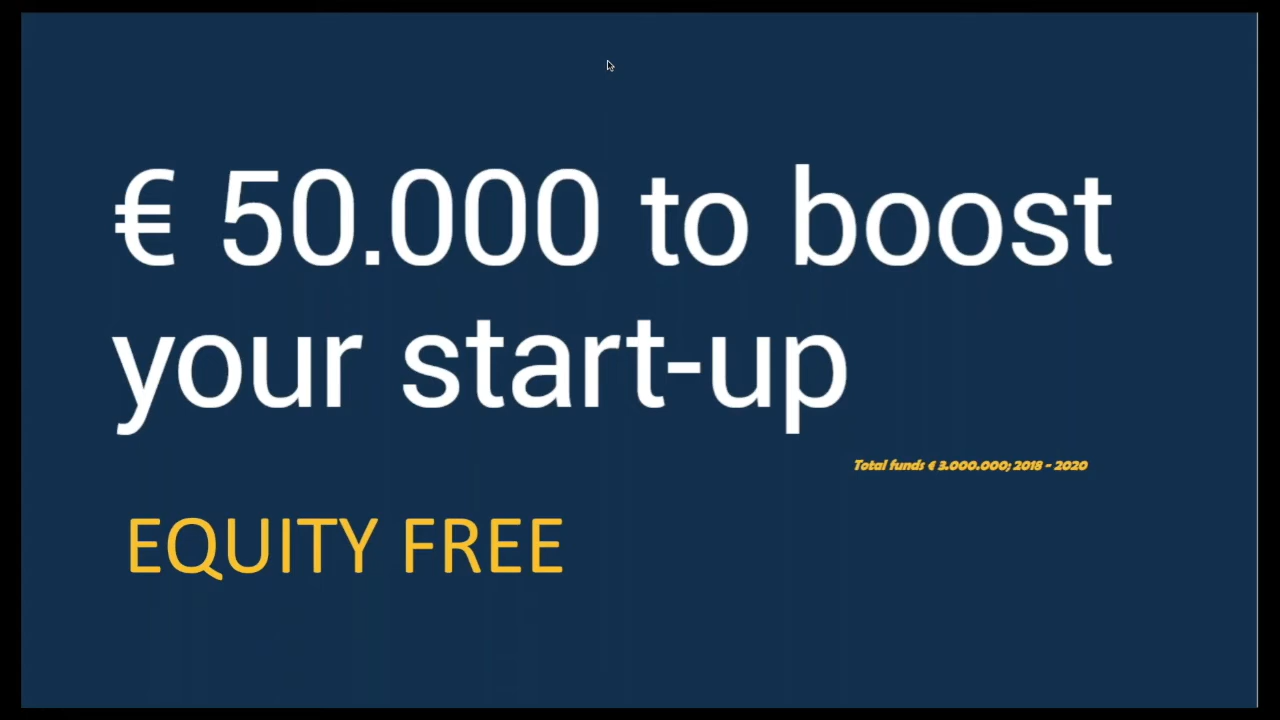 € 50.000 to boost
your start-up
Total funds € 3.000.000; 2018 - 2020
EQUITY FREE